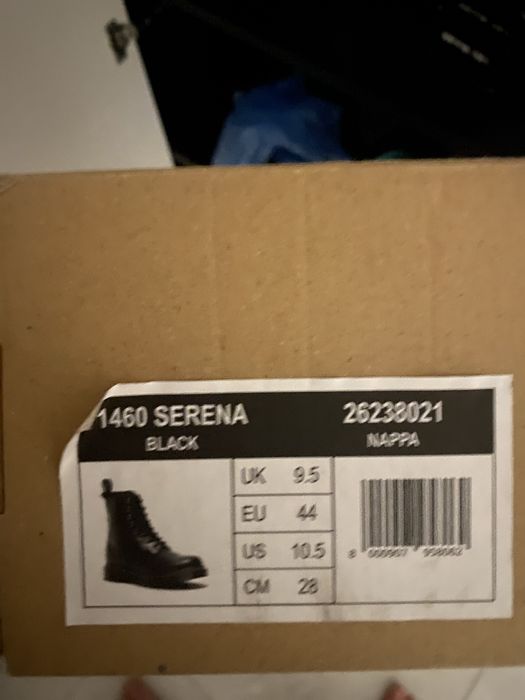 1460 SERENA 26238021
BLACK NAPPA
UK 9.5
EU 44
US 10.5
CM 28